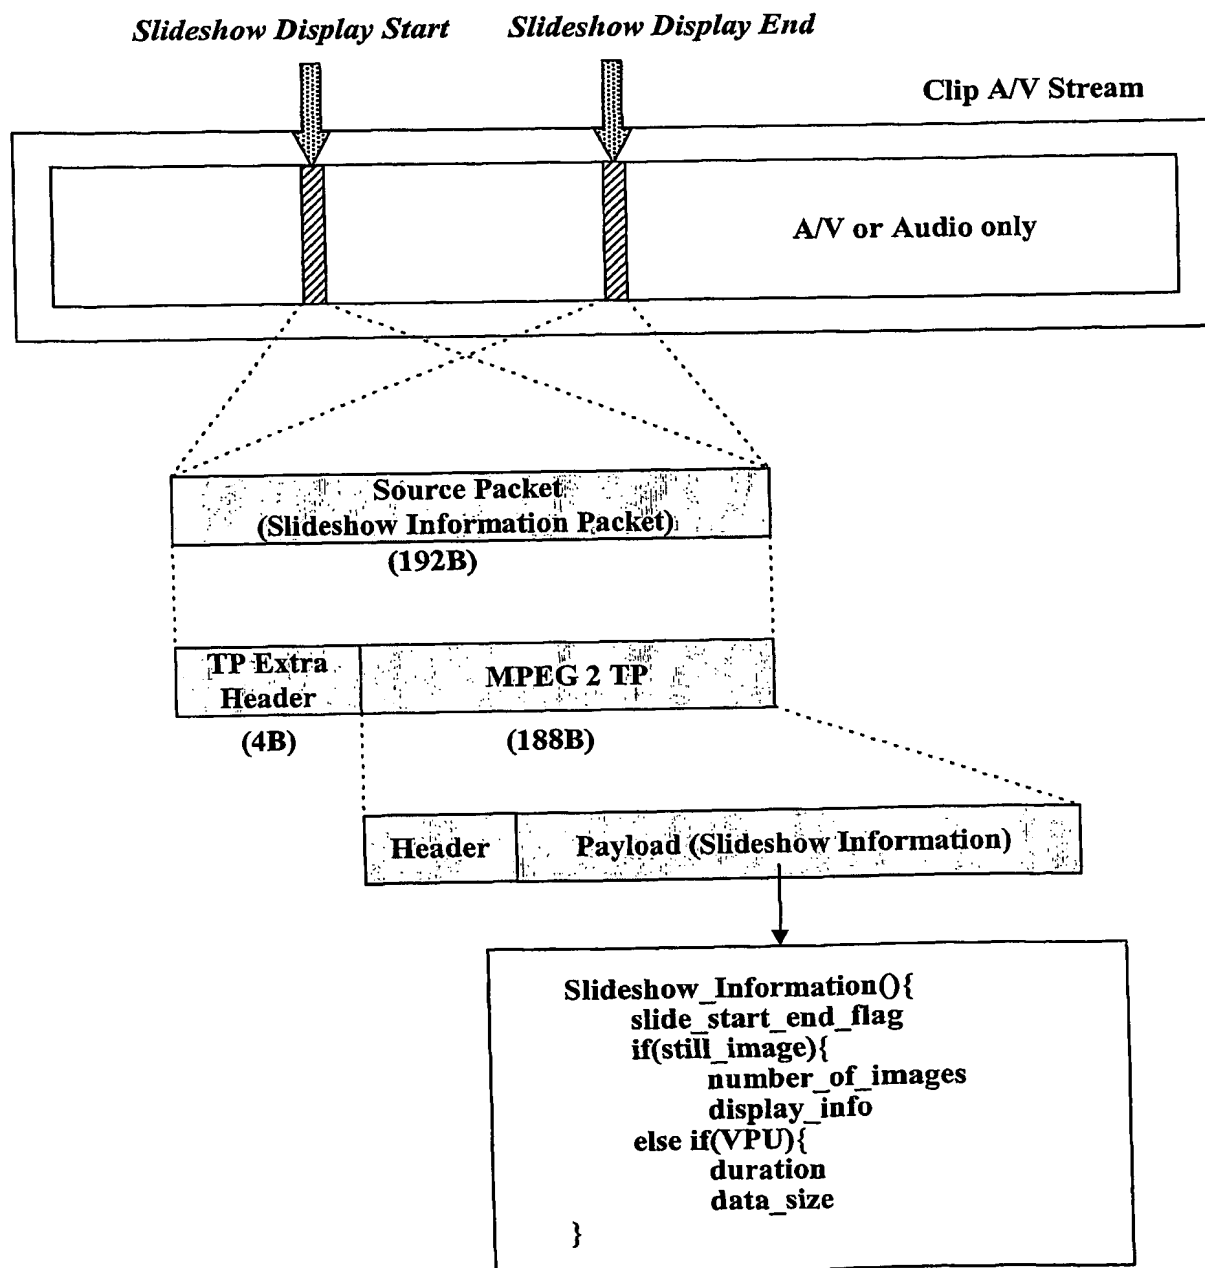 Slideshow Display Start
Slideshow Display End
Clip A/V Stream
A/V or Audio only
Source Packet
(Slideshow Information Packet)
(192B)
TP Extra
Header
MPEG 2 TP
(4B)
(188B)
Header
Payload (Slideshow Information)
Slideshow_Information(){
slide_start_end_flag
if(still_image){
number_of_images
display_info
else if(VPU){
duration
data_size
}